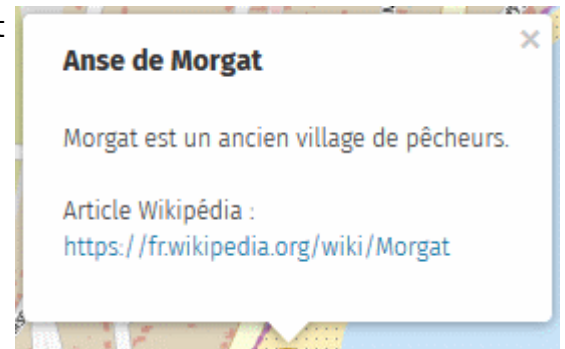 Anse de Morgat
×
Morgat est un ancien village de pêcheurs.
Article Wikipédia :
https://fr.wikipedia.org/wiki/Morgat